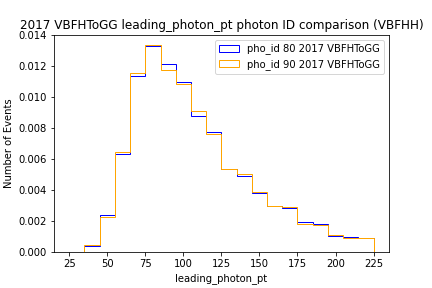 2017 VBFHToGG leading_photon_pt photon ID comparison (VBFHH)
0.014
0.012
0.010
0.008
0.006
0.004
0.002
0.000
Number of Events
pho_id 80 2017 VBFHToGG
pho_id 90 2017 VBFHToGG
25 50 75 100 125 150 175 200 225
leading_photon_pt